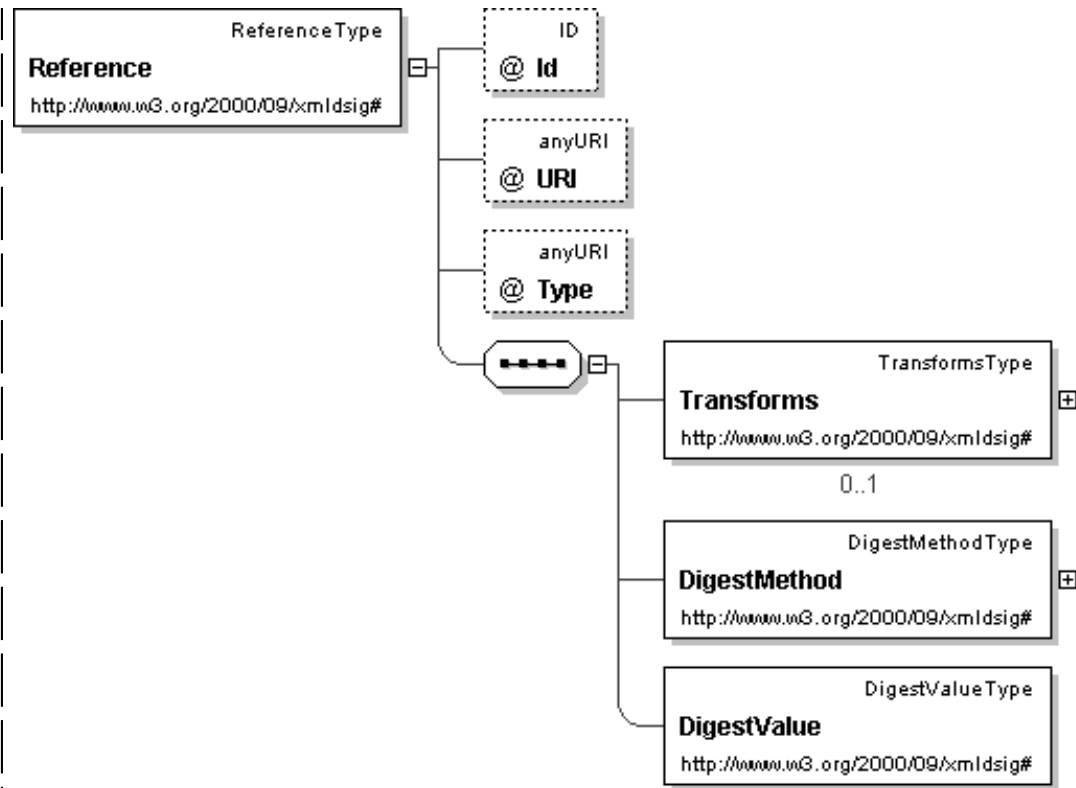 ReferenceType
Reference
http://www.w3.org/2000/09/xmldsig#
ID
@ Id
anyURI
@ URI
anyURI
@ Type
TransformsType
Transforms
http://www.w3.org/2000/09/xmldsig#
0..1
DigestMethodType
DigestMethod
http://www.w3.org/2000/09/xmldsig#
DigestValueType
DigestValue
http://www.w3.org/2000/09/xmldsig#